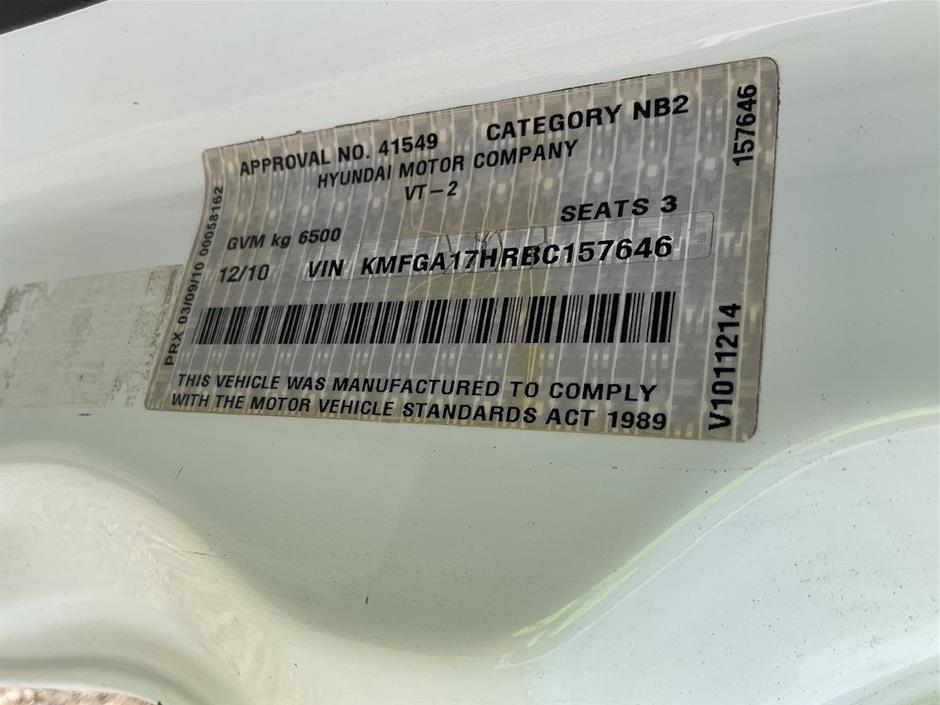 APPROVAL NO. 41549 CATEGORY NB2
HYUNDAI MOTOR COMPANY
VT-2
SEATS 3
GVM kg 6500
12/10 VIN KMFGA17HRBC157646
THIS VEHICLE WAS MANUFACTURED TO COMPLY
WITH THE MOTOR VEHICLE STANDARDS ACT 1989
PRX 03/09/10 00058162
157646
V1011214